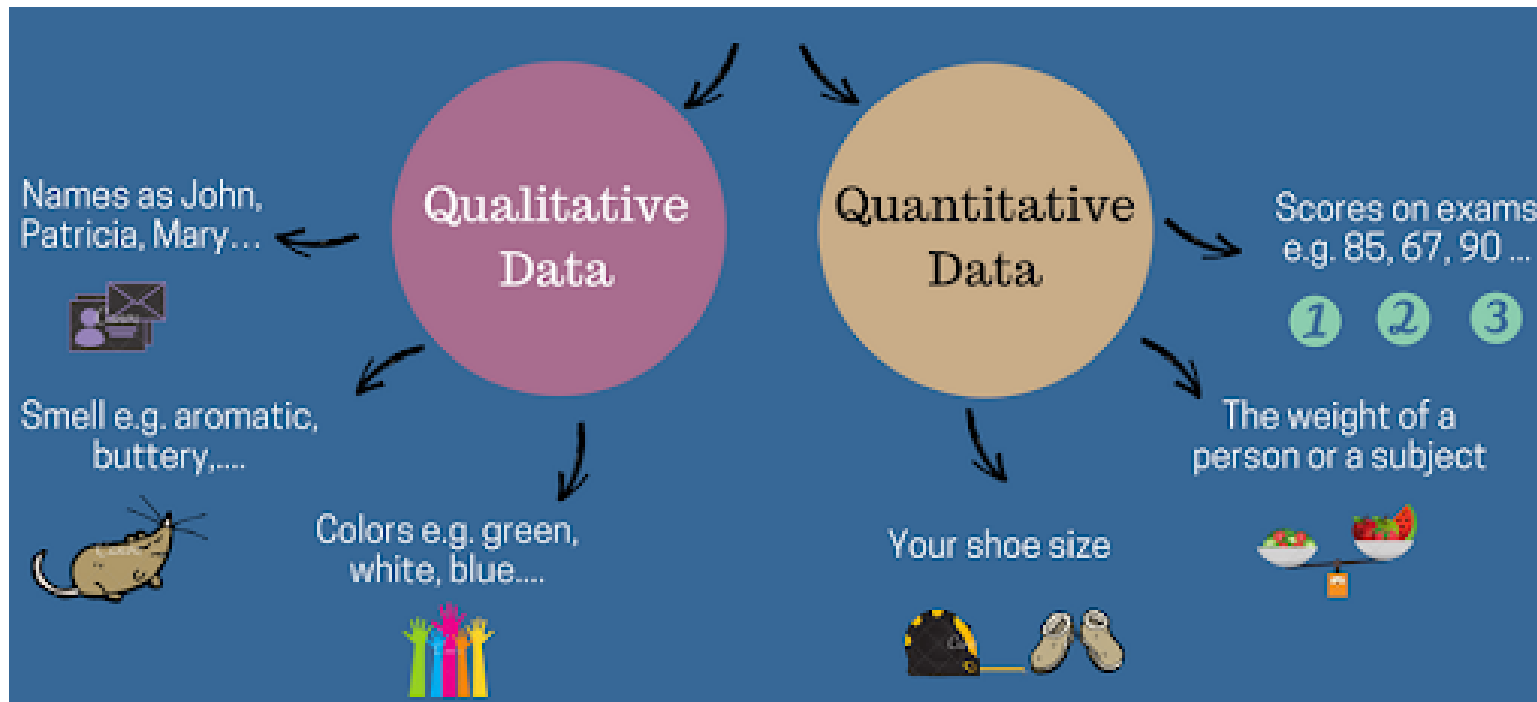 Qualitative
Data
Names as John,
Patricia, Mary...
Smell e.g. aromatic,
buttery,....
Colors e.g. green,
white, blue....
Quantitative
Data
Scores on exams
e.g. 85, 67, 90 ...
1 2 3
The weight of a
person or a subject
Your shoe size